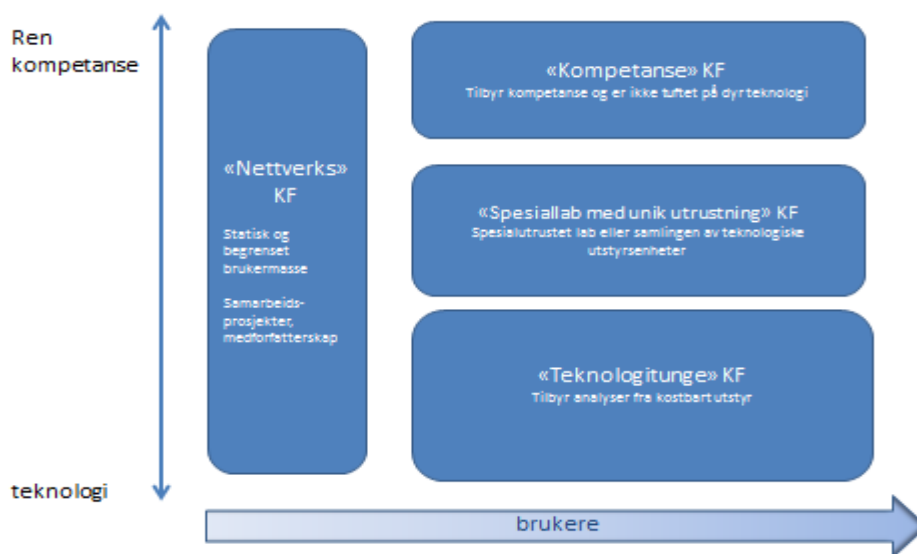 Ren
kompetanse
«Nettverks»
KF
Statisk og
begrenset
brukermasse
Samarbeids-
prosjekter,
medforfatterskap
«Kompetanse» KF
Tilbyr kompetanse og er ikke tuftet på dyr teknologi
«Spesiallab med unik utrustning» KF
Spesialutrustet lab eller samlingen av teknologiske
utstyrsenheter
«Teknologitunge» KF
Tilbyr analyser fra kostbart utstyr
teknologi
brukere